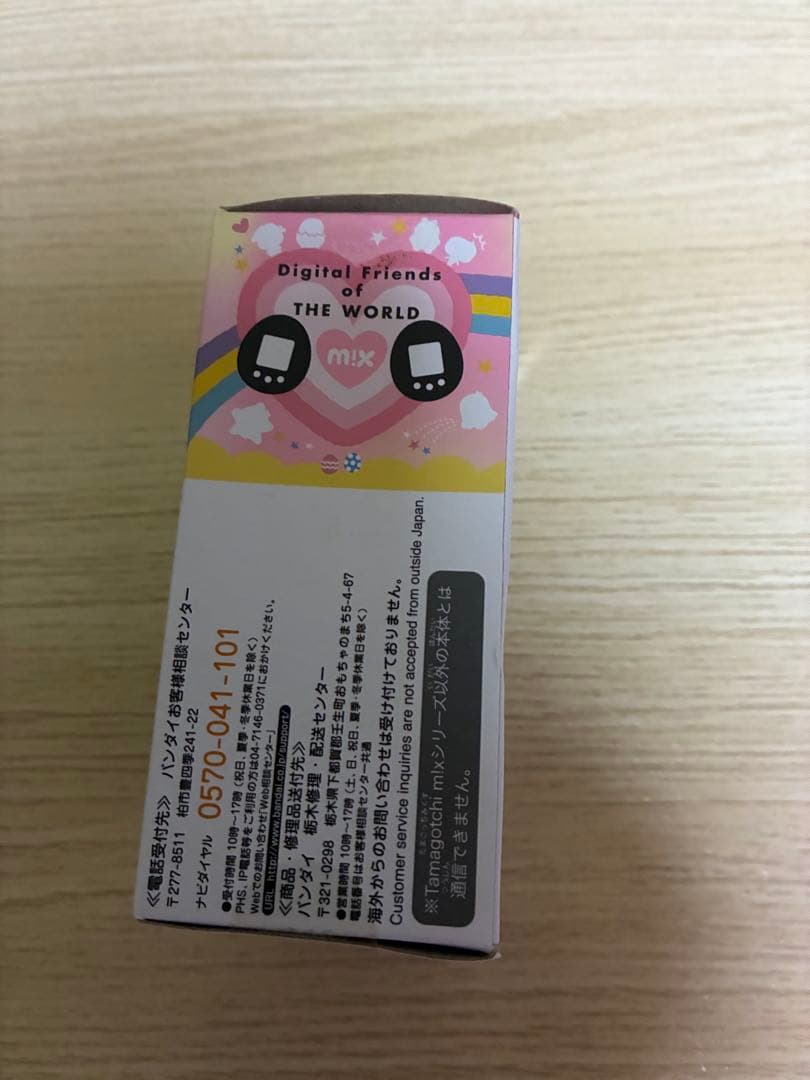 Digital Friends
of
THE WORLD
m!x
≪電話受付先≫ バンダイお客様相談センター
〒277-8511 柏市豊四季241-22
ナビダイヤル 0570-041-101
●受付時間 10時〜17時(祝日、夏季・冬季休業日を除く)
PHS、IP電話等をご利用の方は04-7146-0371におかけください。
Webでのお問い合わせ「Web相談センター」
URL http://www.bandai.co.jp/support/
≪商品・修理品送付先≫
バンダイ 栃木修理・配送センター
〒321-0298 栃木県下都賀郡壬生町おもちゃのまち5-4-67
●営業時間 10時〜17時(土、日、祝日、夏季・冬季休業日を除く)
電話番号はお客様相談センター共通
海外からのお問い合わせは受け付けておりません。
Customer service inquiries are not accepted from outside Japan.
※Tamagotchi m!xシリーズ以外の本体とは
通信できません。